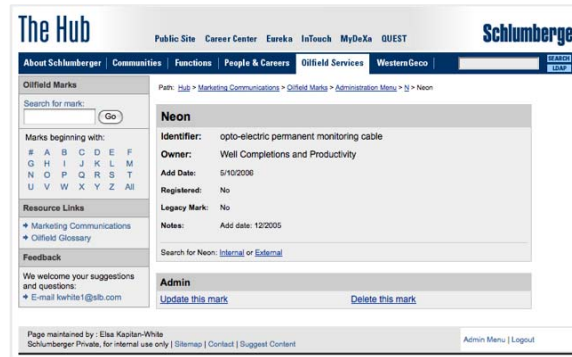 The Hub
Public Site Career Center Eureka InTouch MyDeXa QUEST
Schlumberge
About Schlumberger | Communities | Functions | People & Careers | Oilfield Services | WesternGeco
SEARCH
LDAP
Oilfield Marks
Path: Hub > Marketing Communications > Oilfield Marks > Administration Menu > N > Neon
Search for mark:
Go
Marks beginning with:
# A B C D E F
G H I J K L M
N O P Q R S T
U V W X Y Z All
Resource Links
Marketing Communications
Oilfield Glossary
Feedback
We welcome your suggestions
and questions:
E-mail kwhite1@slb.com
Neon
Identifier: opto-electric permanent monitoring cable
Owner: Well Completions and Productivity
Add Date: 5/10/2006
Registered: No
Legacy Mark: No
Notes: Add date: 12/2005
Search for Neon: Internal or External
Admin
Update this mark Delete this mark
Page maintained by : Elsa Kapitan-White
Schlumberger Private, for internal use only | Sitemap | Contact | Suggest Content
Admin Menu | Logout